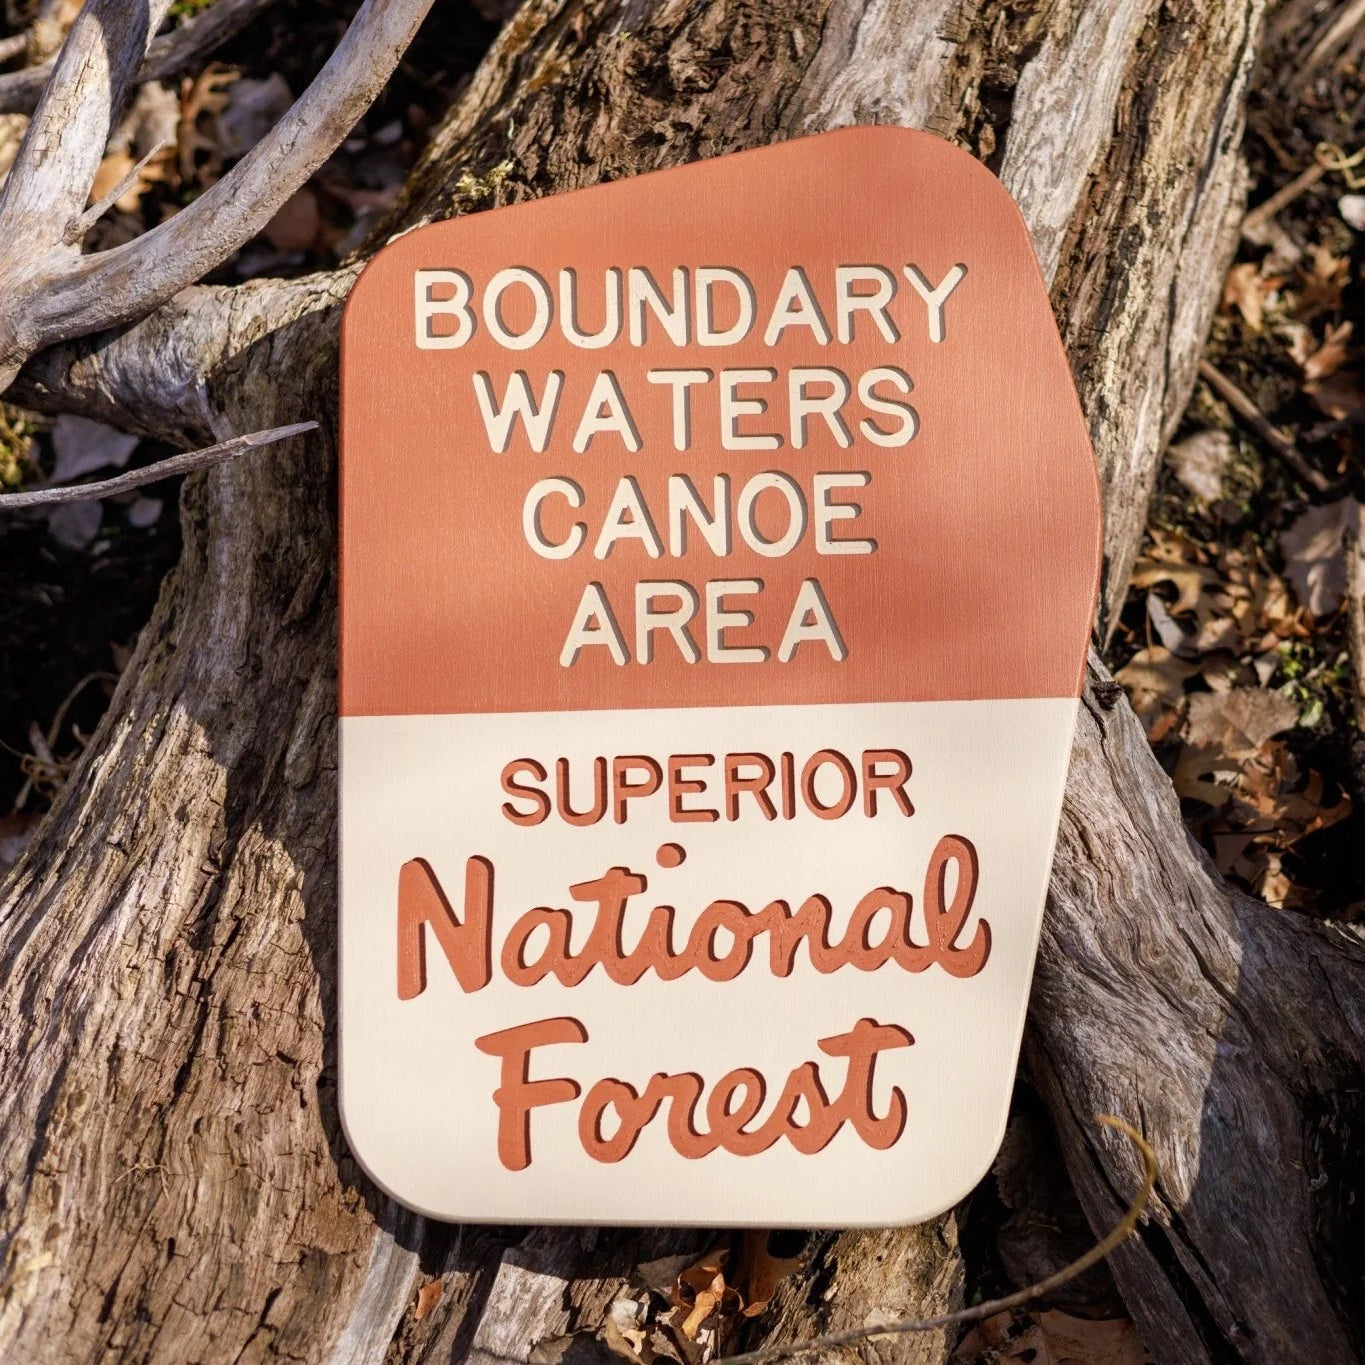 BOUNDARY
WATERS
CANOE
AREA
SUPERIOR
National
Forest